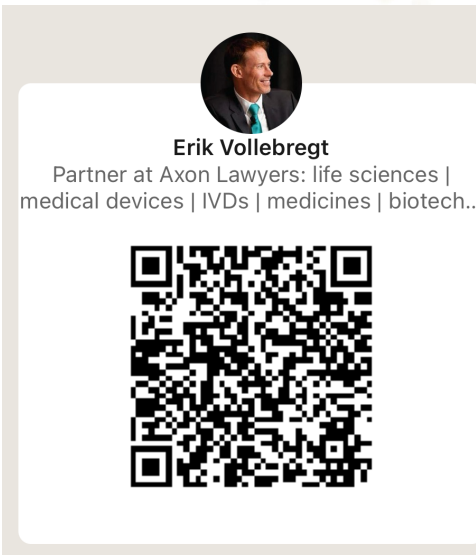 Erik Vollebregt
Partner at Axon Lawyers: life sciences |
medical devices | IVDs | medicines | biotech..